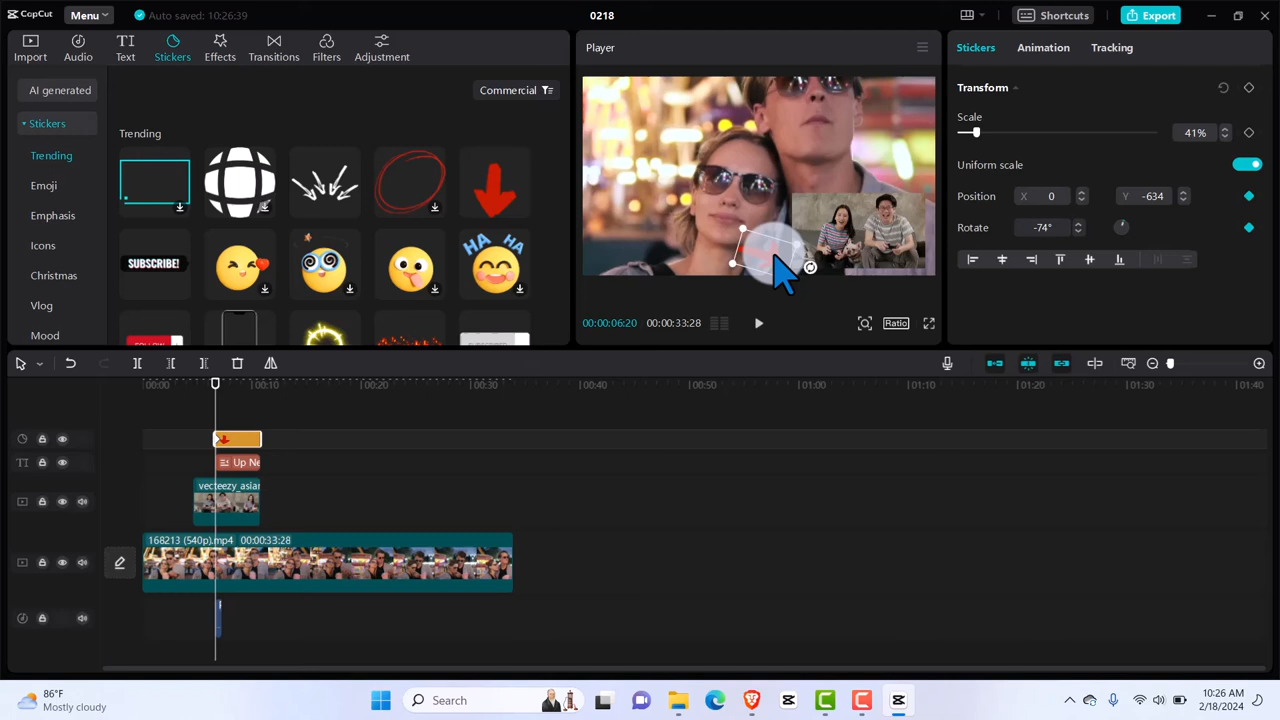 CapCut
Menu
Auto saved: 10:26:39
0218
Shortcuts
Export
Import
Audio
Text
Stickers
Effects
Transitions
Filters
Adjustment
AI generated
Stickers
Trending
Emoji
Emphasis
Icons
Christmas
Vlog
Mood
Commercial
Trending
SUBSCRIBE!
HA HA
Player
00:00:06:20
00:00:33:28
Ratio
Stickers
Animation
Tracking
Transform
Scale
41%
Uniform scale
Position
X 0
Y -634
Rotate
-74°
00:00
00:10
00:20
00:30
00:40
00:50
01:00
01:10
01:20
01:30
01:40
TI
Up Ne
vecteezy_asian
168213 (540p).mp4 00:00:33:28
86°F
Mostly cloudy
Search
10:26 AM
2/18/2024